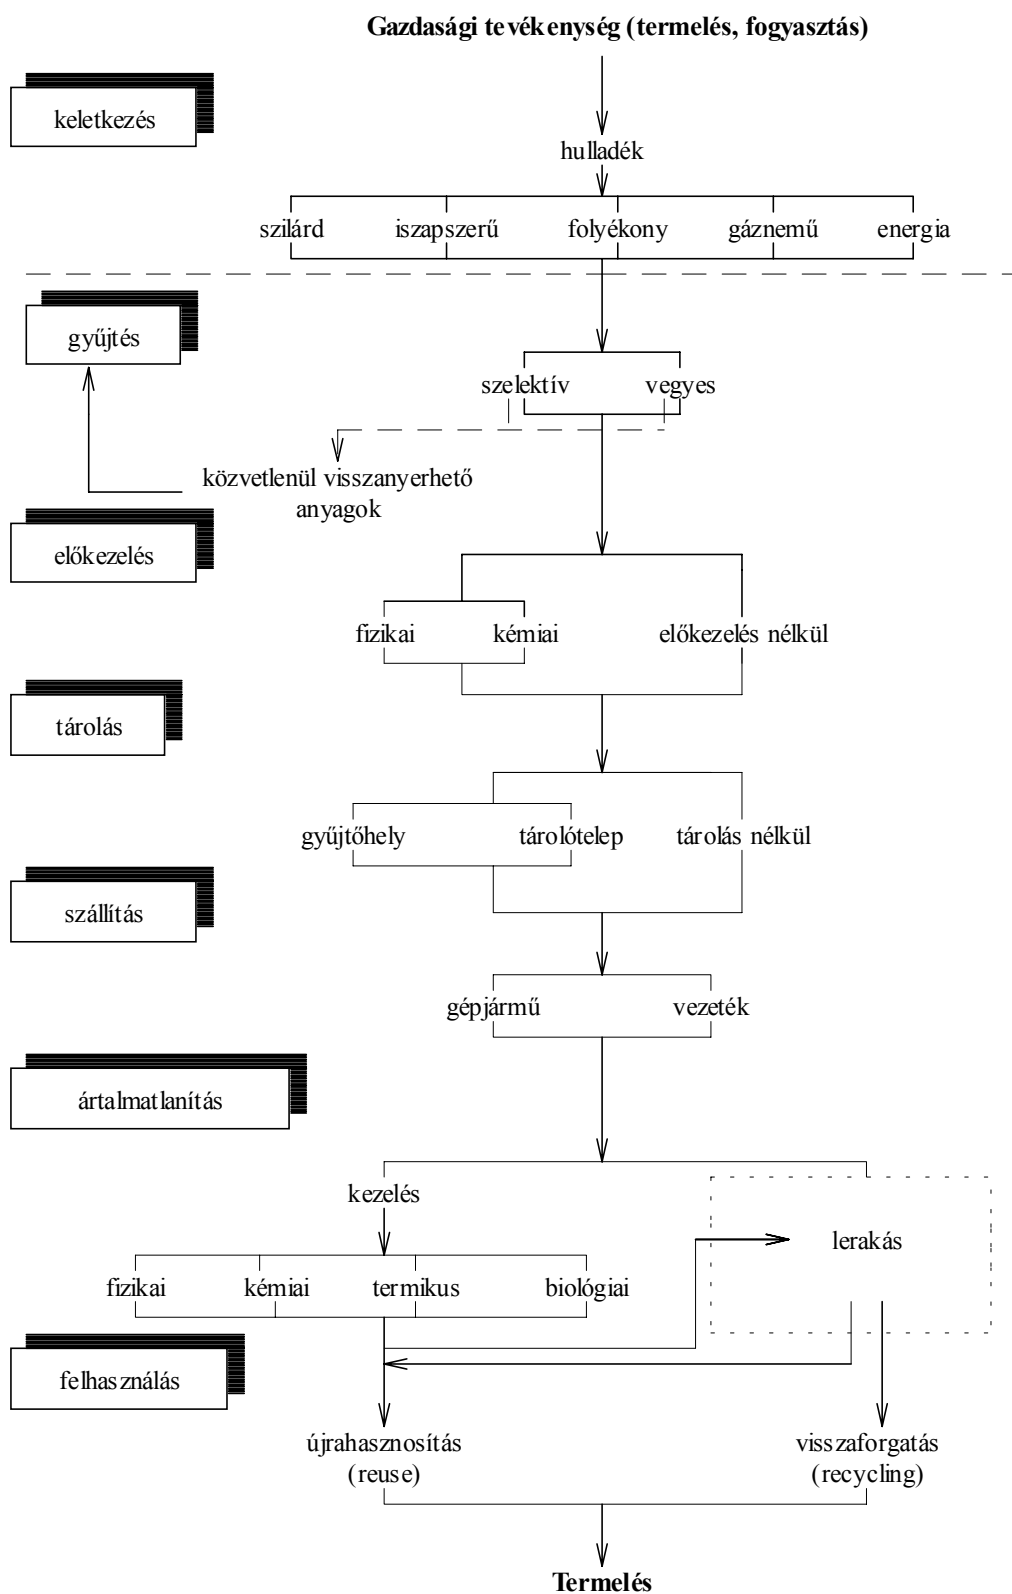 Gazdasági tevékenység (termelés, fogyasztás)
keletkezés
hulladék
szilárd iszapszerű folyékony gáznemű energia
gyűjtés
szelektív vegyes
közvetlenül visszanyerhető
anyagok
előkezelés
fizikai kémiai előkezelés nélkül
tárolás
gyűjtőhely tárolótelep tárolás nélkül
szállítás
gépjármű vezeték
ártalmatlanítás
kezelés
lerakás
fizikai kémiai termikus biológiai
felhasználás
újrahasznosítás visszaforgatás
(reuse) (recycling)
Termelés